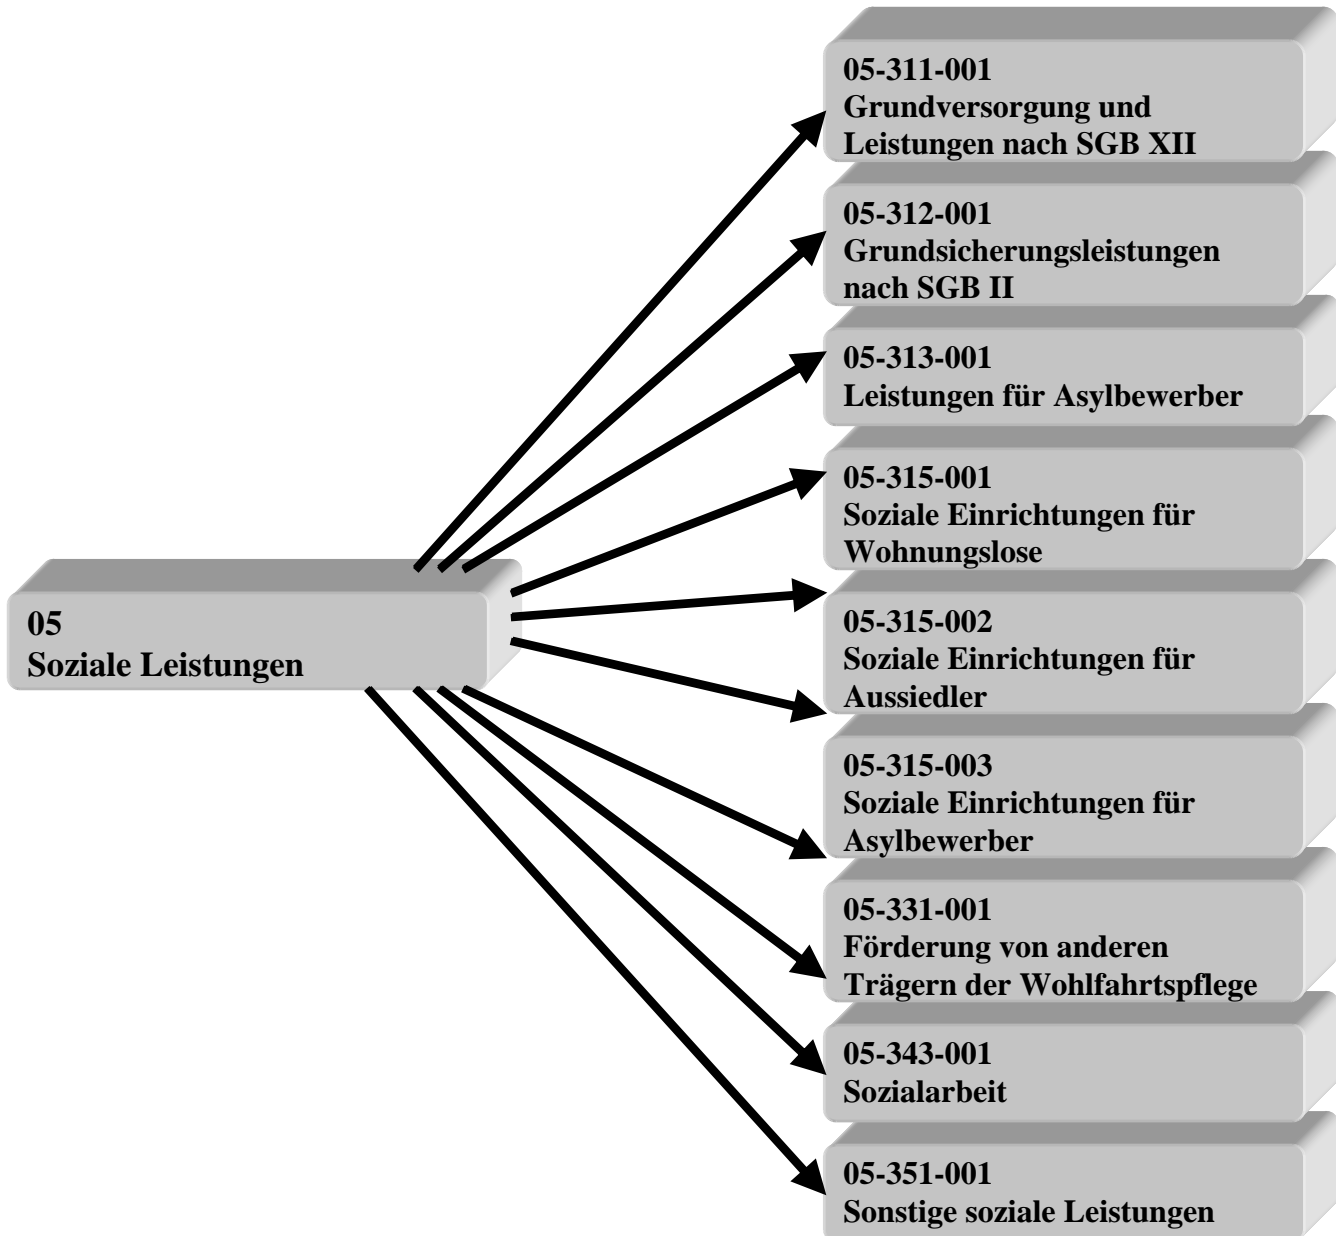 05-311-001
Grundversorgung und
Leistungen nach SGB XII
05-312-001
Grundsicherungsleistungen
nach SGB II
05-313-001
Leistungen für Asylbewerber
05-315-001
Soziale Einrichtungen für
Wohnungslose
05
Soziale Leistungen
05-315-002
Soziale Einrichtungen für
Aussiedler
05-315-003
Soziale Einrichtungen für
Asylbewerber
05-331-001
Förderung von anderen
Trägern der Wohlfahrtspflege
05-343-001
Sozialarbeit
05-351-001
Sonstige soziale Leistungen